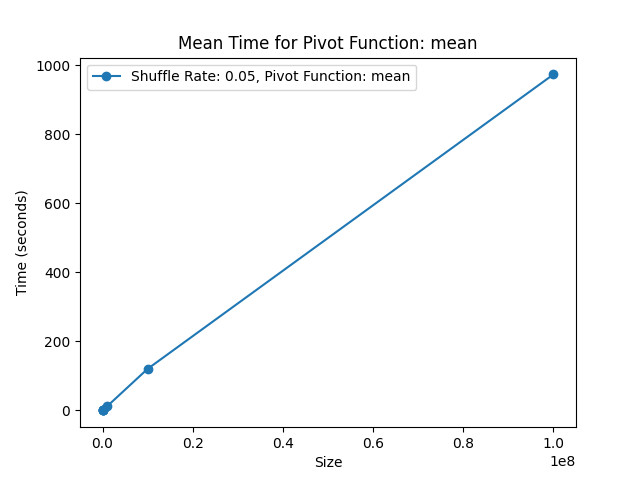 Mean Time for Pivot Function: mean
Shuffle Rate: 0.05, Pivot Function: mean
1000
800
600
400
200
0
Time (seconds)
0.0 0.2 0.4 0.6 0.8 1.0
1e8
Size